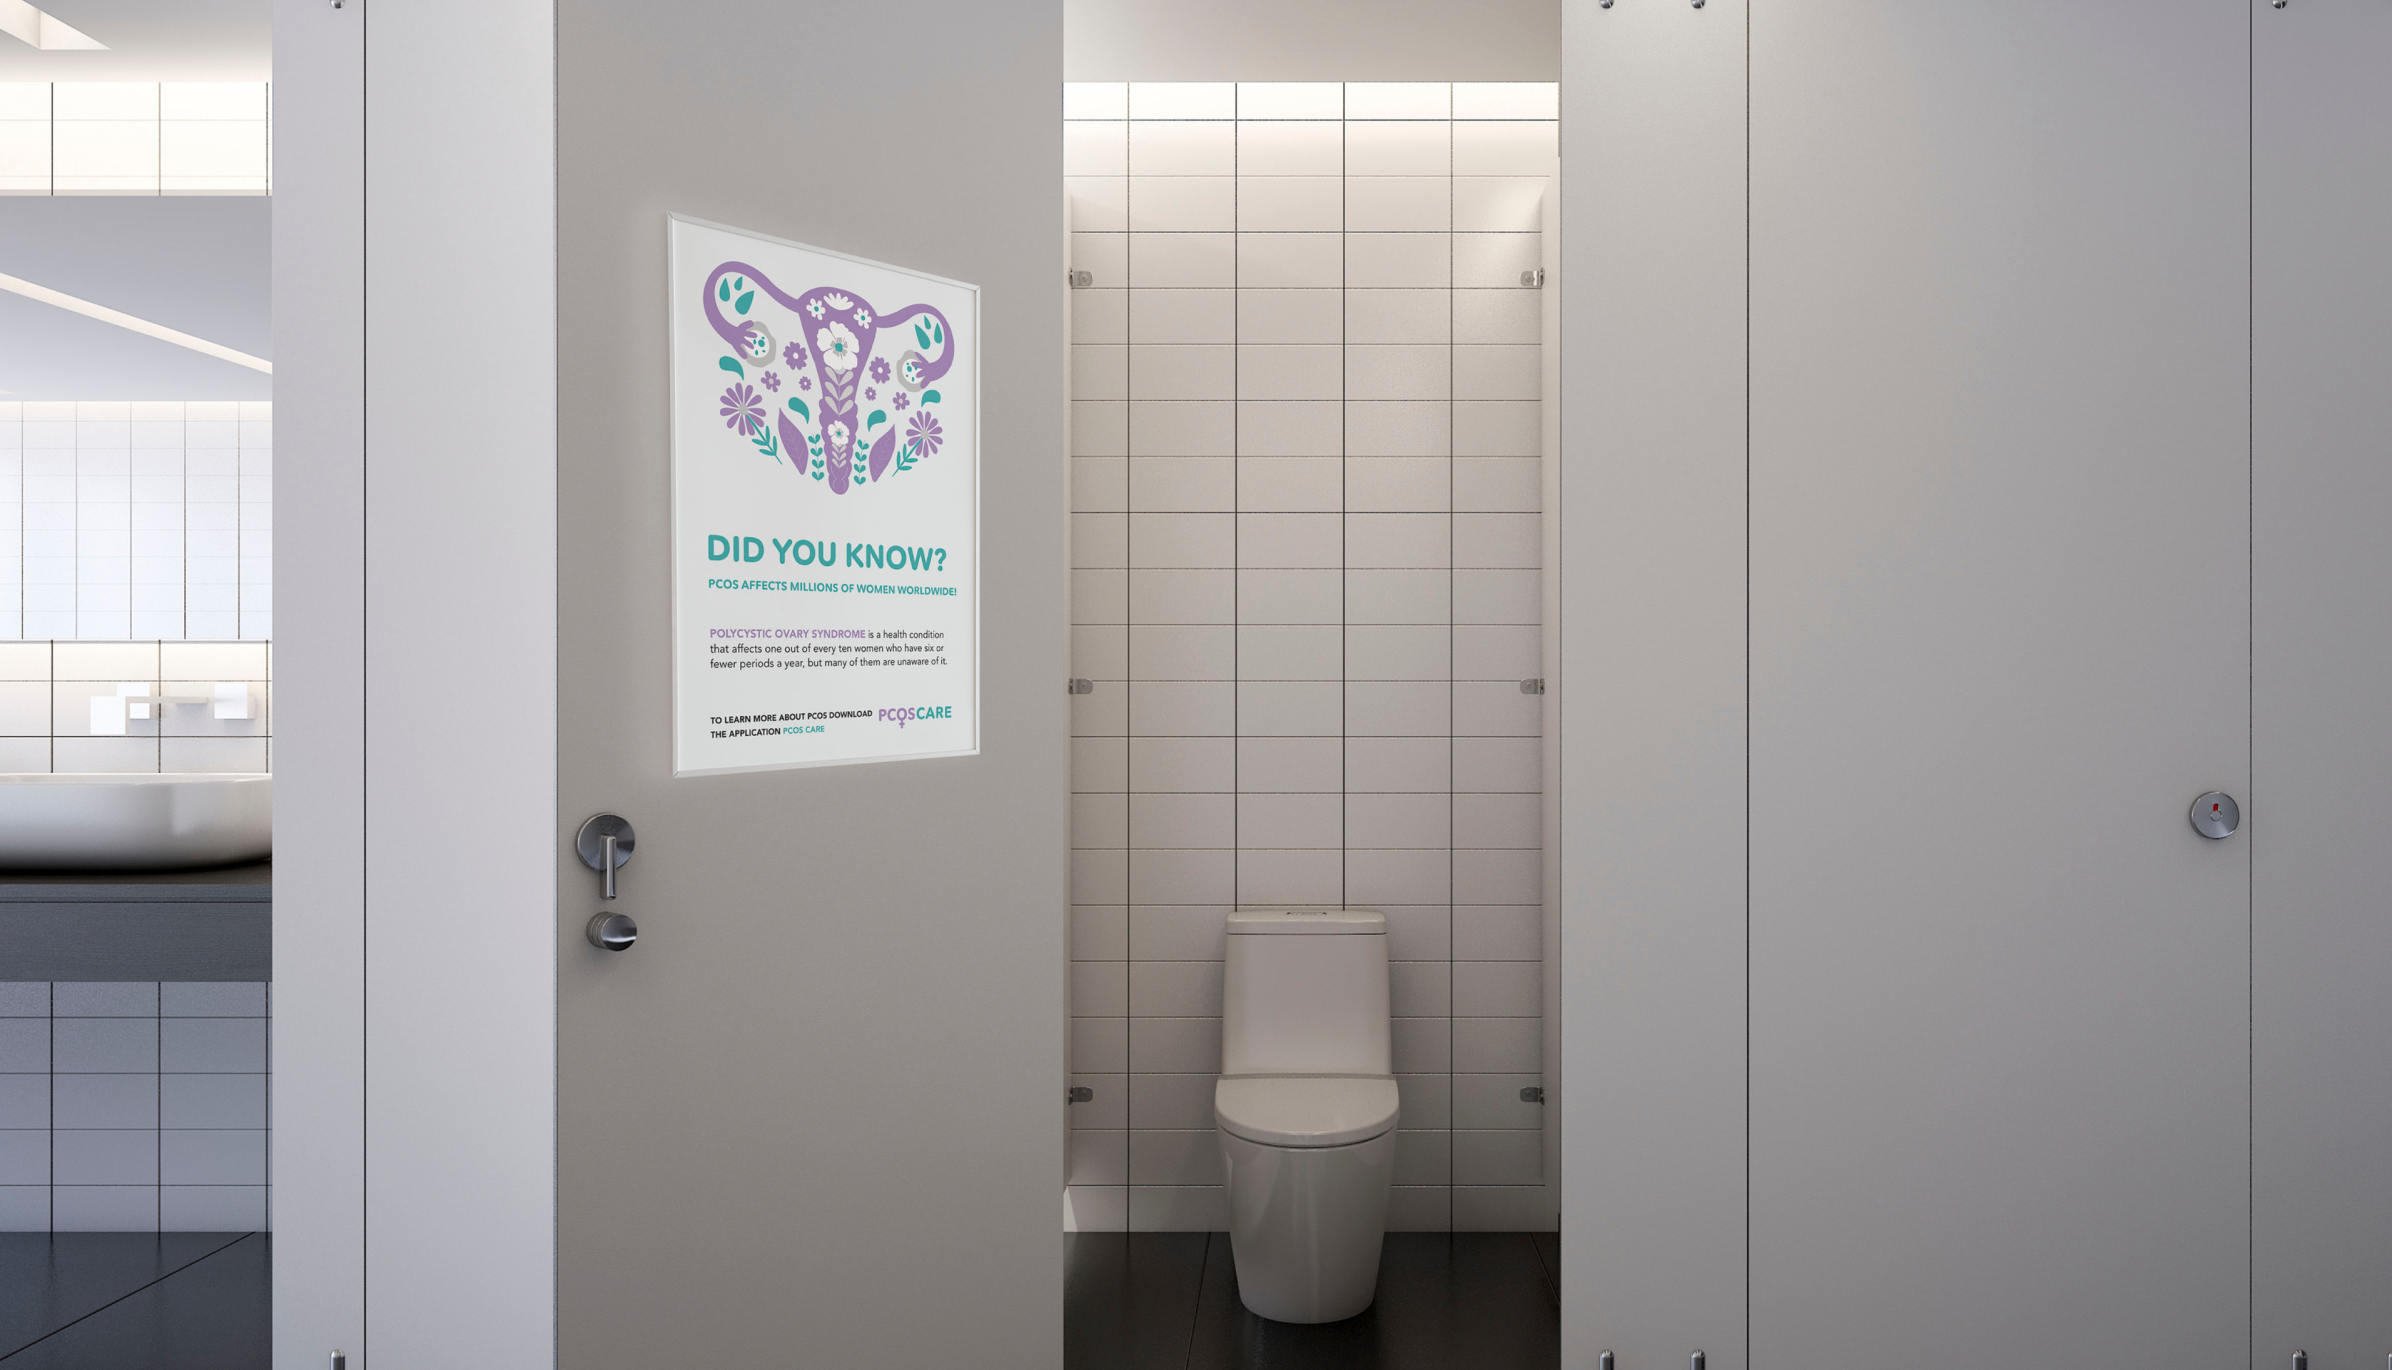 DID YOU KNOW?
PCOS AFFECTS MILLIONS OF WOMEN WORLDWIDE!
POLYCYSTIC OVARY SYNDROME is a health condition
that affects one out of every ten women who have six or
fewer periods a year, but many of them are unaware of it.
TO LEARN MORE ABOUT PCOS DOWNLOAD
THE APPLICATION PCOS CARE
PCOSCARE